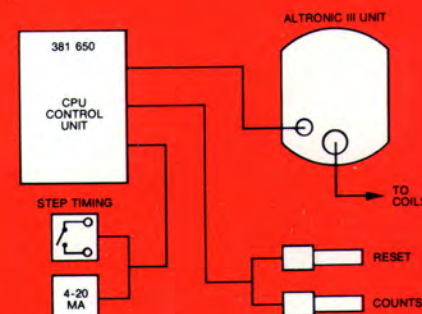 ALTRONIC III UNIT
381 650
CPU
CONTROL
UNIT
TO
COILS
STEP TIMING
4-20
MA
RESET
COUNTS